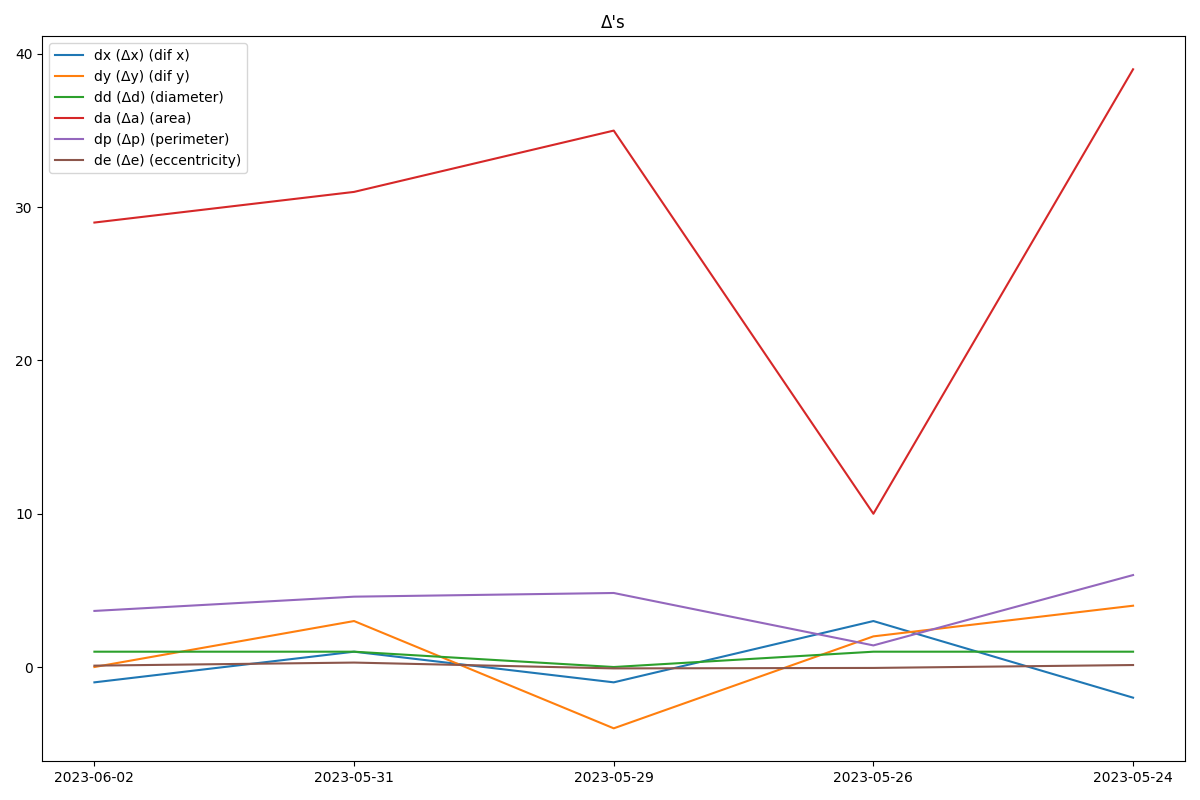 Δ's
dx (Δx) (dif x)
dy (Δy) (dif y)
dd (Δd) (diameter)
da (Δa) (area)
dp (Δp) (perimeter)
de (Δe) (eccentricity)
40
30
20
10
0
2023-06-02 2023-05-31 2023-05-29 2023-05-26 2023-05-24